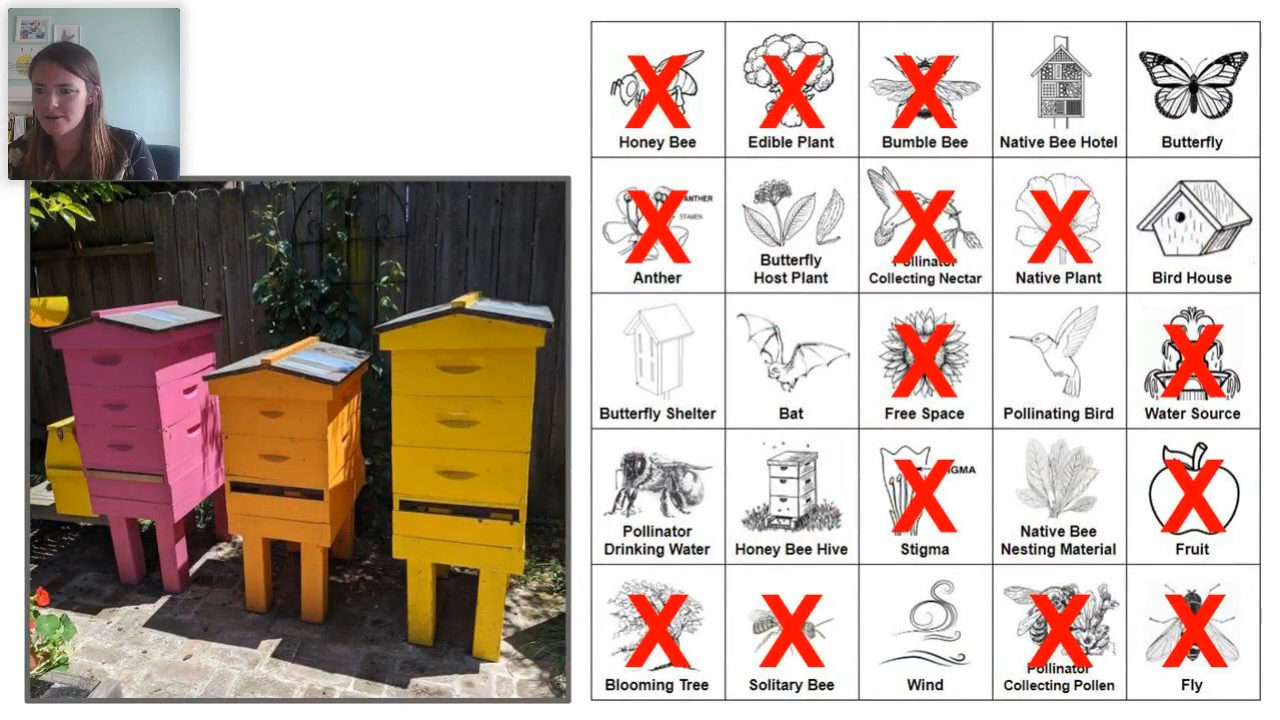 Honey Bee
Edible Plant
Bumble Bee
Native Bee Hotel
Butterfly
ANTHER
STAMEN
Anther
Butterfly
Host Plant
Pollinator
Collecting Nectar
Native Plant
Bird House
Butterfly Shelter
Bat
Free Space
Pollinating Bird
Water Source
Pollinator
Drinking Water
Honey Bee Hive
IGMA
Stigma
Native Bee
Nesting Material
Fruit
Blooming Tree
Solitary Bee
Wind
Pollinator
Collecting Pollen
Fly